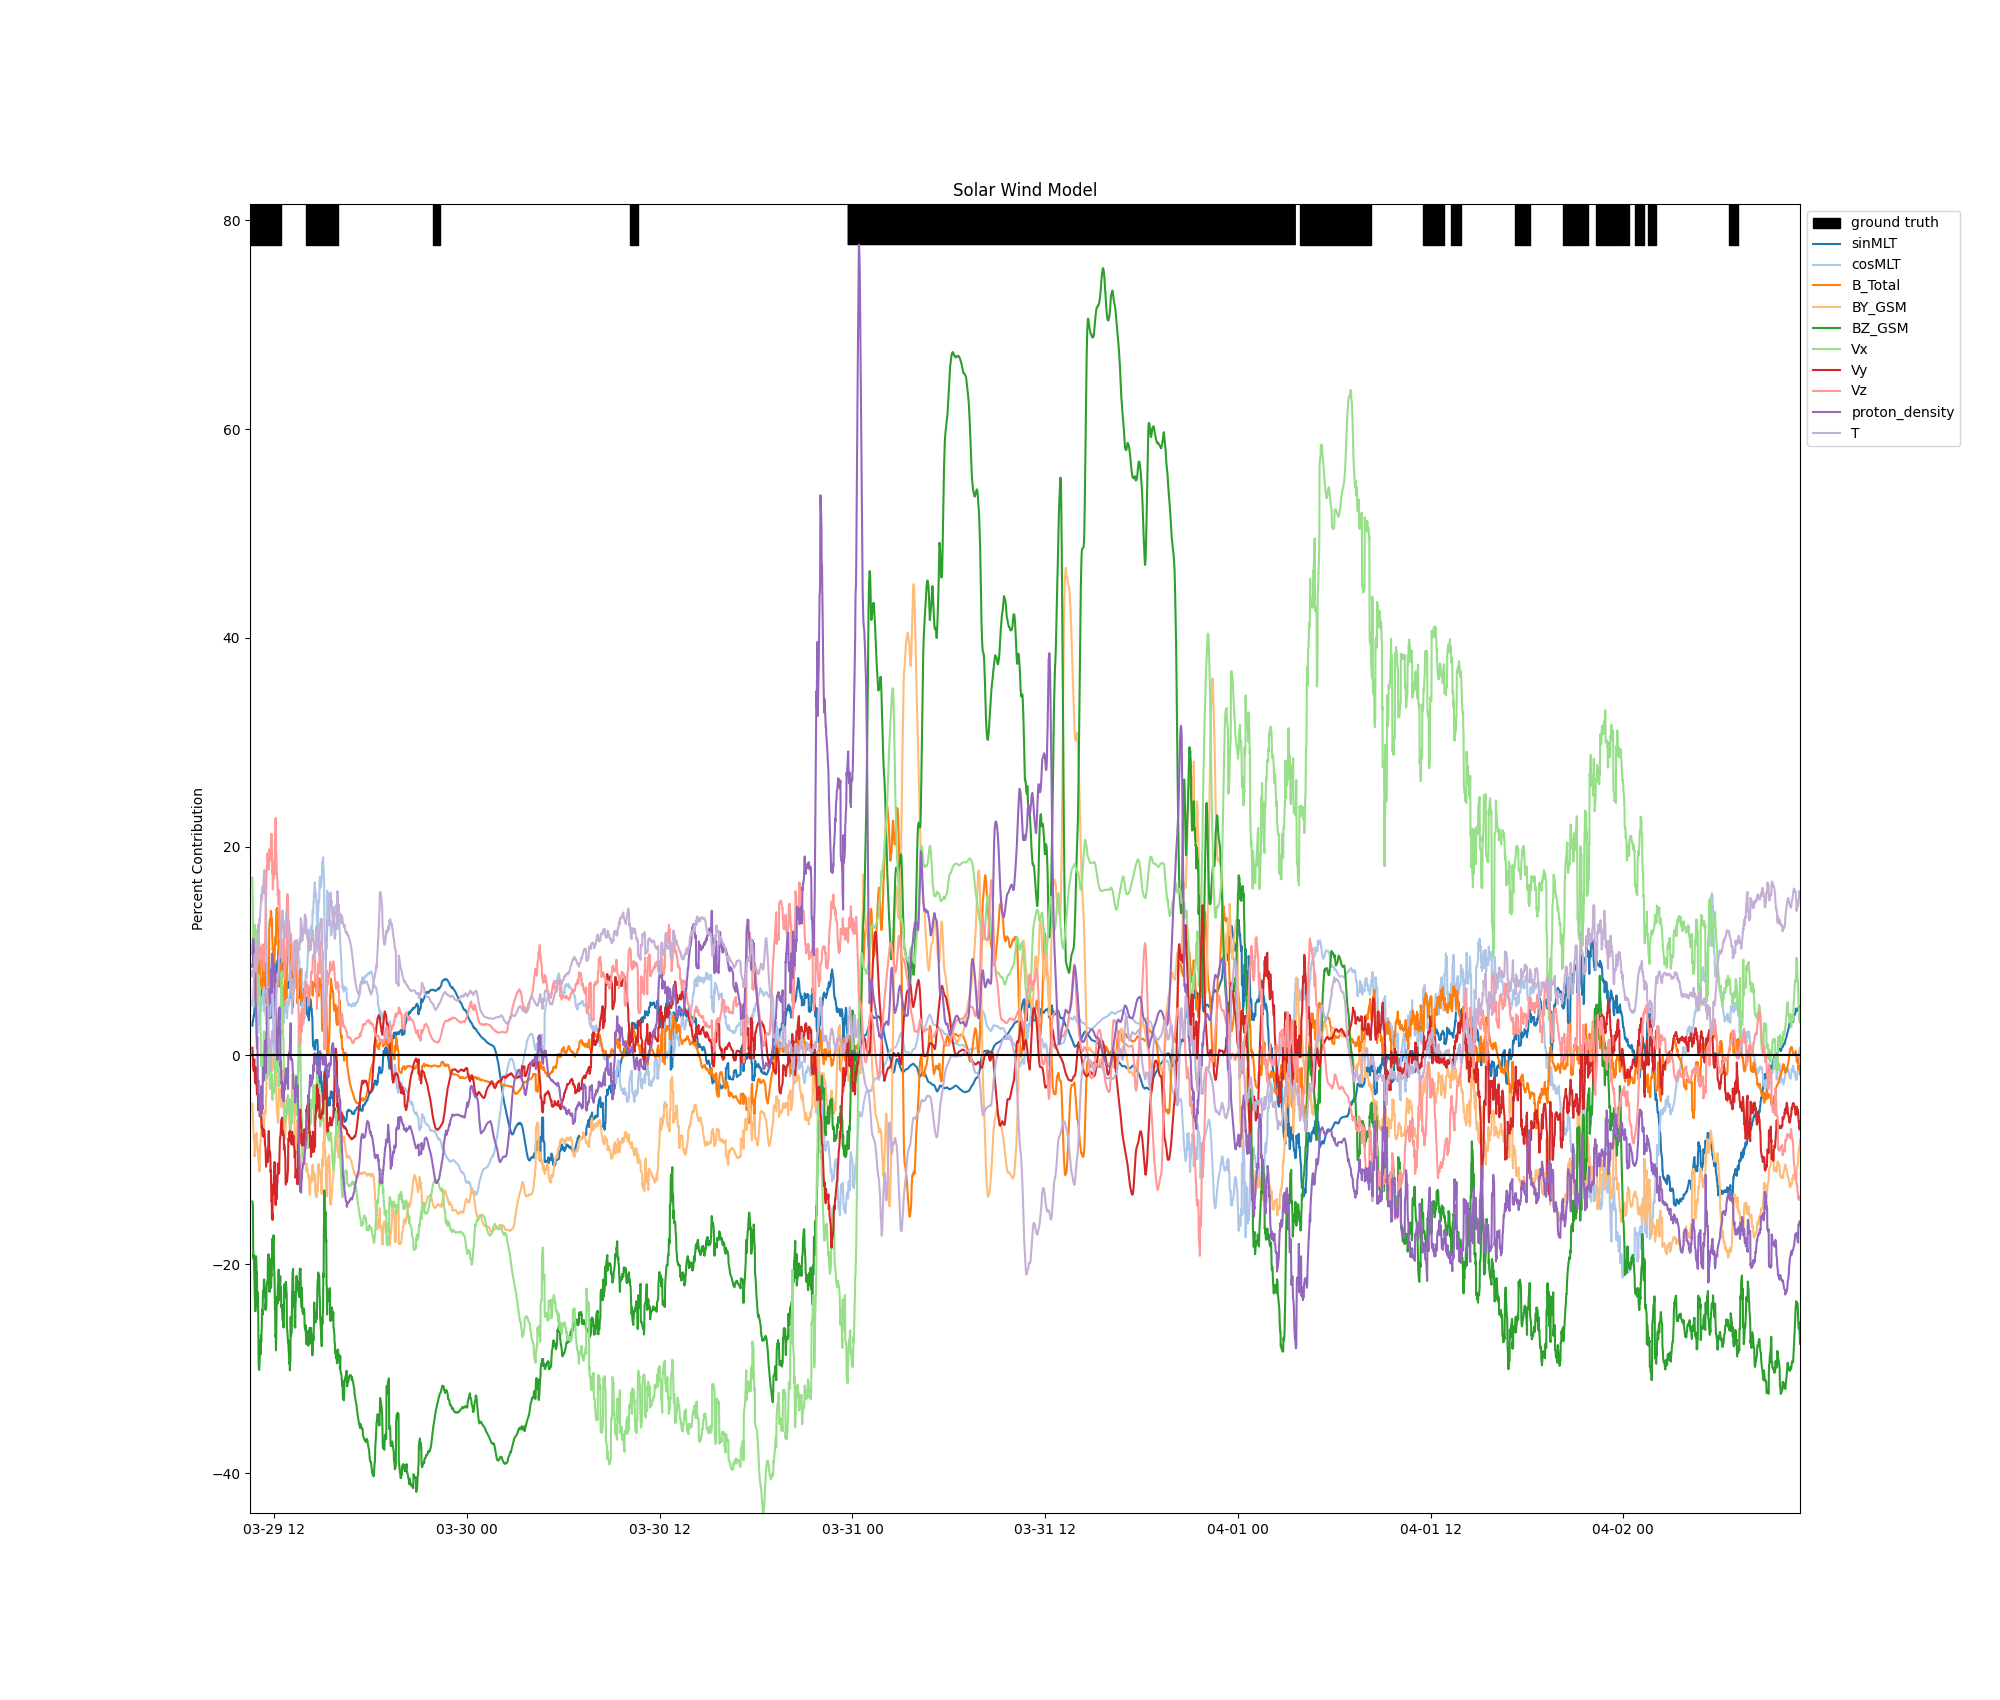 Solar Wind Model
80
60
40
20
0
−20
−40
Percent Contribution
03-29 12
03-30 00
03-30 12
03-31 00
03-31 12
04-01 00
04-01 12
04-02 00
ground truth
sinMLT
cosMLT
B_Total
BY_GSM
BZ_GSM
Vx
Vy
Vz
proton_density
T